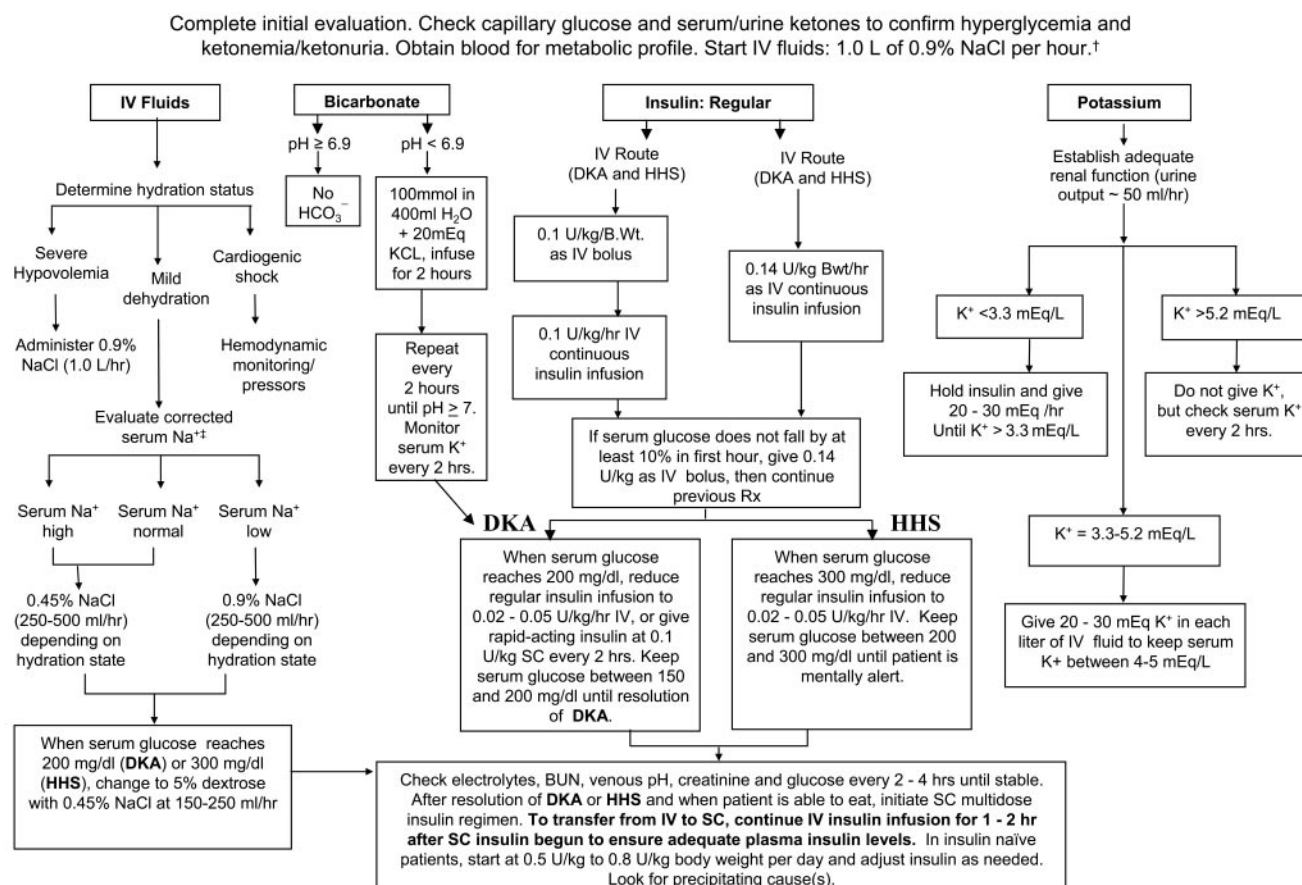 Complete initial evaluation. Check capillary glucose and serum/urine ketones to confirm hyperglycemia and
ketonemia/ketonuria. Obtain blood for metabolic profile. Start IV fluids: 1.0 L of 0.9% NaCl per hour.†
IV Fluids
Determine hydration status
Severe
Hypovolemia
Mild
dehydration
Cardiogenic
shock
Administer 0.9%
NaCl (1.0 L/hr)
Hemodynamic
monitoring/
pressors
Evaluate corrected
serum Na⁺‡
Serum Na⁺
high
Serum Na⁺
normal
Serum Na⁺
low
0.45% NaCl
(250-500 ml/hr)
depending on
hydration state
0.9% NaCl
(250-500 ml/hr)
depending on
hydration state
When serum glucose reaches
200 mg/dl (DKA) or 300 mg/dl
(HHS), change to 5% dextrose
with 0.45% NaCl at 150-250 ml/hr
Bicarbonate
pH ≥ 6.9
pH < 6.9
No
HCO₃⁻
100mmol in
400ml H₂O
+ 20mEq
KCL, infuse
for 2 hours
Repeat
every
2 hours
until pH ≥ 7.
Monitor
serum K⁺
every 2 hrs.
Insulin: Regular
IV Route
(DKA and HHS)
IV Route
(DKA and HHS)
0.1 U/kg/B.Wt.
as IV bolus
0.14 U/kg Bwt/hr
as IV continuous
insulin infusion
0.1 U/kg/hr IV
continuous
insulin infusion
If serum glucose does not fall by at
least 10% in first hour, give 0.14
U/kg as IV bolus, then continue
previous Rx
DKA
HHS
When serum glucose
reaches 200 mg/dl, reduce
regular insulin infusion to
0.02 - 0.05 U/kg/hr IV, or give
rapid-acting insulin at 0.1
U/kg SC every 2 hrs. Keep
serum glucose between 150
and 200 mg/dl until resolution
of DKA.
When serum glucose
reaches 300 mg/dl, reduce
regular insulin infusion to
0.02 - 0.05 U/kg/hr IV. Keep
serum glucose between 200
and 300 mg/dl until patient is
mentally alert.
Potassium
Establish adequate
renal function (urine
output ~ 50 ml/hr)
K⁺ <3.3 mEq/L
K⁺ >5.2 mEq/L
Hold insulin and give
20 - 30 mEq /hr
Until K⁺ > 3.3 mEq/L
Do not give K⁺,
but check serum K⁺
every 2 hrs.
K⁺ = 3.3-5.2 mEq/L
Give 20 - 30 mEq K⁺ in each
liter of IV fluid to keep serum
K+ between 4-5 mEq/L
Check electrolytes, BUN, venous pH, creatinine and glucose every 2 - 4 hrs until stable.
After resolution of DKA or HHS and when patient is able to eat, initiate SC multidose
insulin regimen. To transfer from IV to SC, continue IV insulin infusion for 1 - 2 hr
after SC insulin begun to ensure adequate plasma insulin levels. In insulin naïve
patients, start at 0.5 U/kg to 0.8 U/kg body weight per day and adjust insulin as needed.
Look for precipitating cause(s).